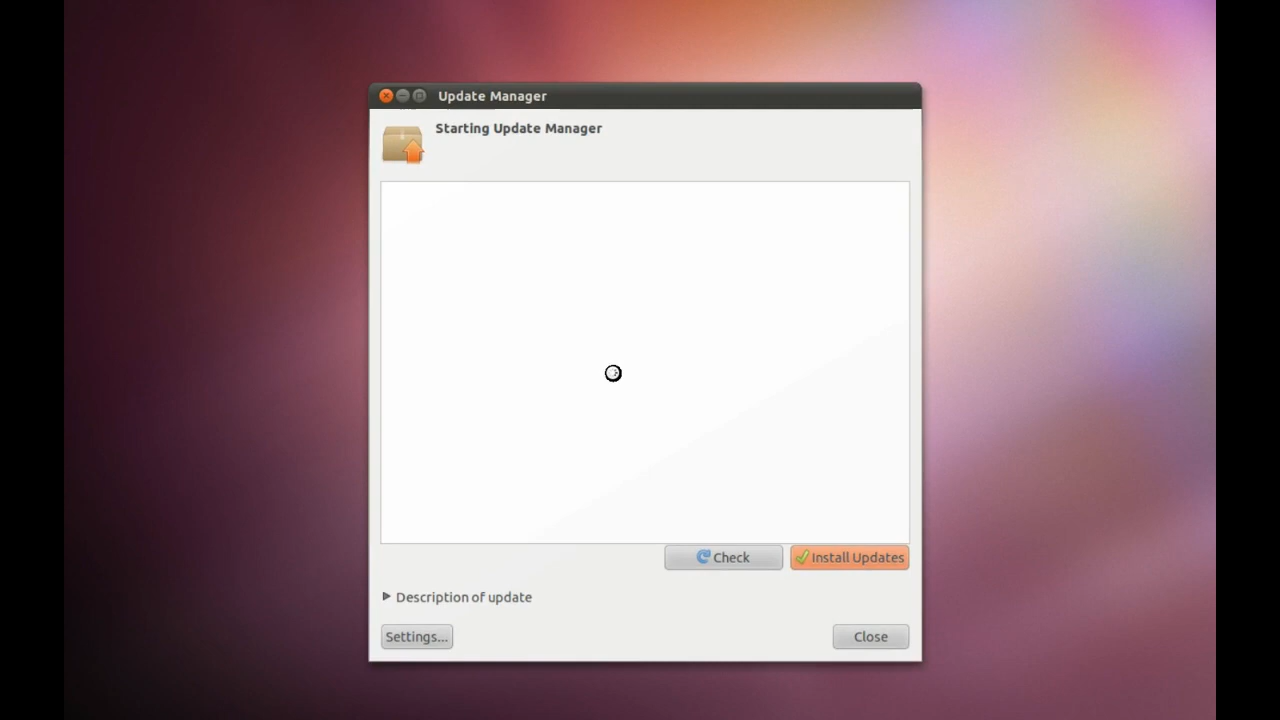 Update Manager
Starting Update Manager
Check
Install Updates
Description of update
Settings...
Close